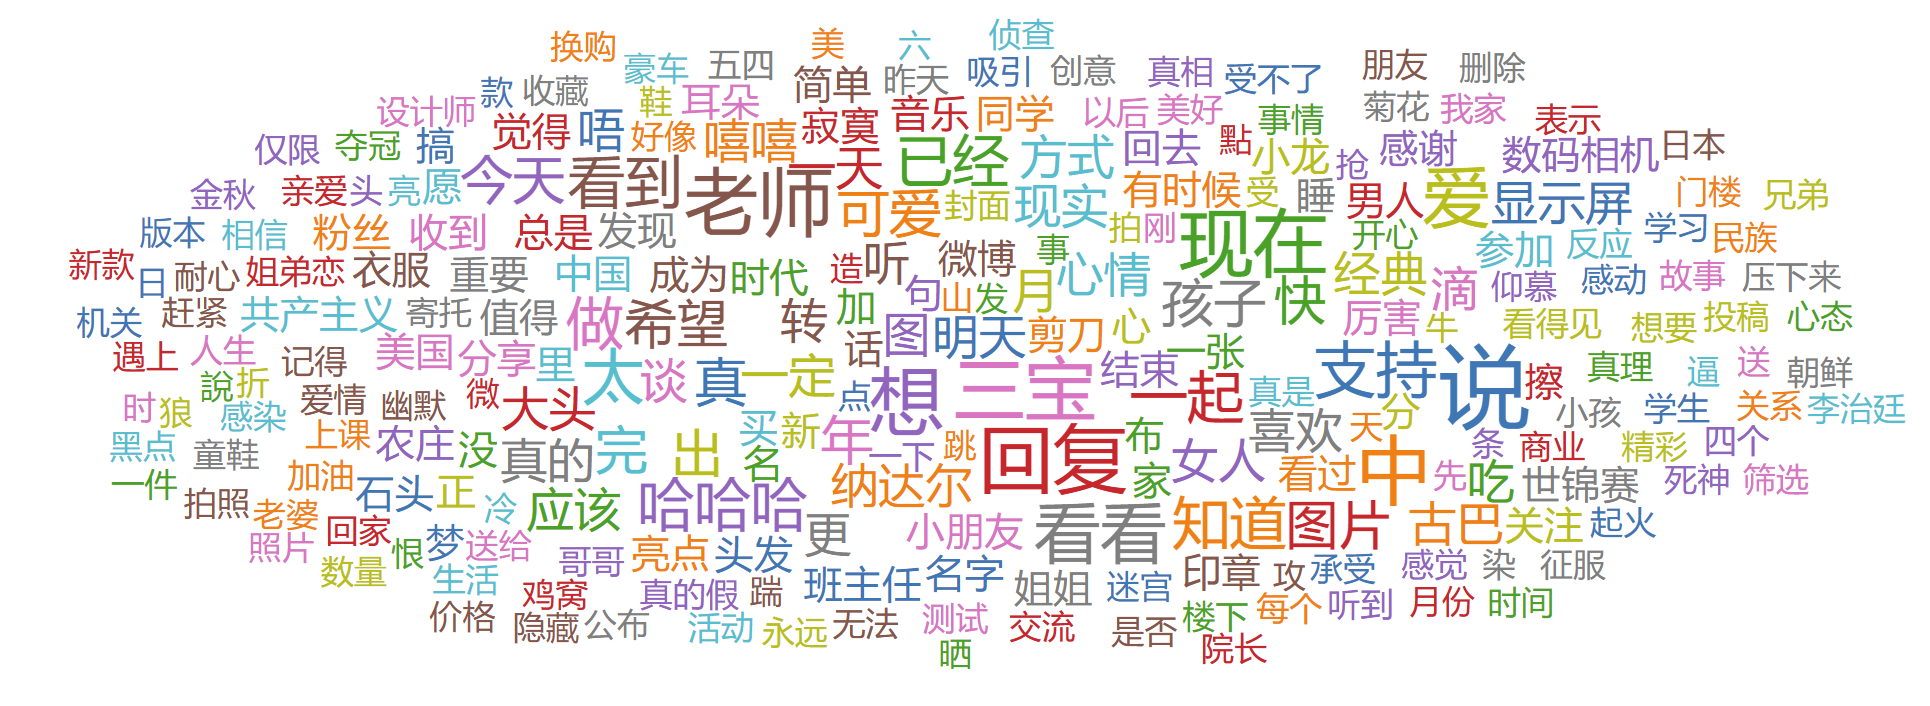 侦查
换购 美 六
豪车 五四 朋友 删除
简单 昨天 吸引 创意 真相 受不了
款 收藏 鞋 耳朵
设计师 音乐 同学 以后 美好 事情 菊花 我家 表示
仅限 夺冠 搞 觉得 唔 好像 嘻嘻 寂寞 已经 方式 回去 點 小龙 抢 感谢 数码相机 日本
金秋 亲爱 头 亮 愿 今天 看到 老师 一天 可爱 封面 现实 有时候 受 睡 男人 爱 显示屏 门楼 兄弟
版本 相信 粉丝 收到 总是 发现 拍 刚 现在 开心 参加 反应 学习 民族
新款 日 耐心 姐弟恋 衣服 重要 中国 成为 时代 造 听 微博 事 月 心情 孩子 快 经典 滴 仰慕 感动 故事 压下来
机关 赶紧 共产主义 寄托 值得 做 希望 转 加 句 山 发 心 厉害 牛 看得见 想要 投稿 心态
遇上 人生 记得 美国 分享 里 太 谈 真 一定 话 图 明天 剪刀 结束 一张 支持 说 擦 真理 逼 送 朝鲜
時 狼 說 折 感染 爱情 幽默 微 大头 点 想 三宝 一起 真是 分 小孩 学生 关系 李治廷
黑点 童鞋 上课 农庄 没 真的 完 出 买 新 年 一下 跳 回复 布 女人 喜欢 天 中 条 商业 精彩 四个
一件 拍照 加油 石头 正 冷 应该 哈哈哈 名 纳达尔 家 看过 先 吃 世锦赛 死神 筛选
老婆 回家 恨 梦 送给 更 小朋友 看看 知道 图片 古巴 关注 起火
照片 数量 生活 哥哥 亮点 头发 班主任 名字 姐姐 迷宫 印章 攻 承受 感觉 染 征服
价格 鸡窝 真的假 踹 楼下 每个 听到 月份 时间
隐藏 公布 活动 永远 无法 测试 交流 是否
晒 院长